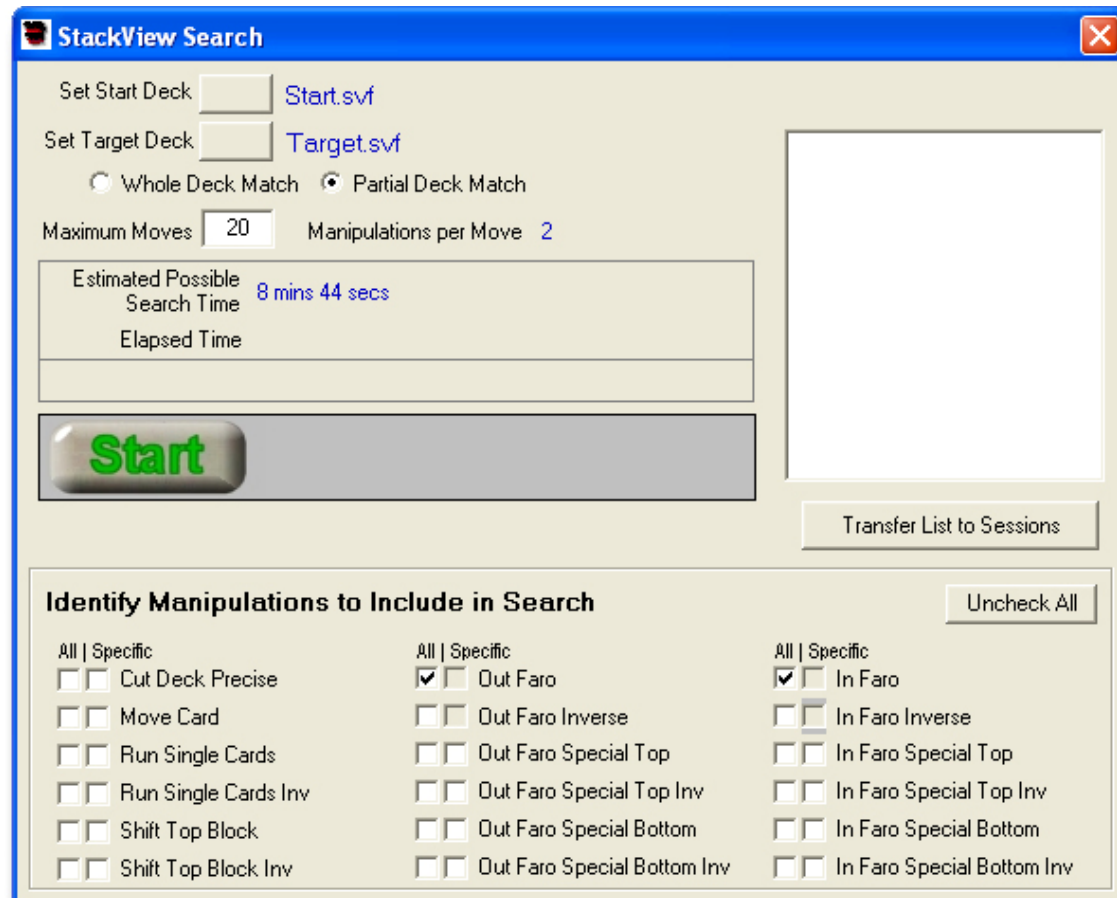 StackView Search
Set Start Deck Start.svf
Set Target Deck Target.svf
Whole Deck Match Partial Deck Match
Maximum Moves 20 Manipulations per Move 2
Estimated Possible
Search Time 8 mins 44 secs
Elapsed Time
Start
Transfer List to Sessions
Identify Manipulations to Include in Search Uncheck All
All | Specific All | Specific All | Specific
Cut Deck Precise Out Faro In Faro
Move Card Out Faro Inverse In Faro Inverse
Run Single Cards Out Faro Special Top In Faro Special Top
Run Single Cards Inv Out Faro Special Top Inv In Faro Special Top Inv
Shift Top Block Out Faro Special Bottom In Faro Special Bottom
Shift Top Block Inv Out Faro Special Bottom Inv In Faro Special Bottom Inv